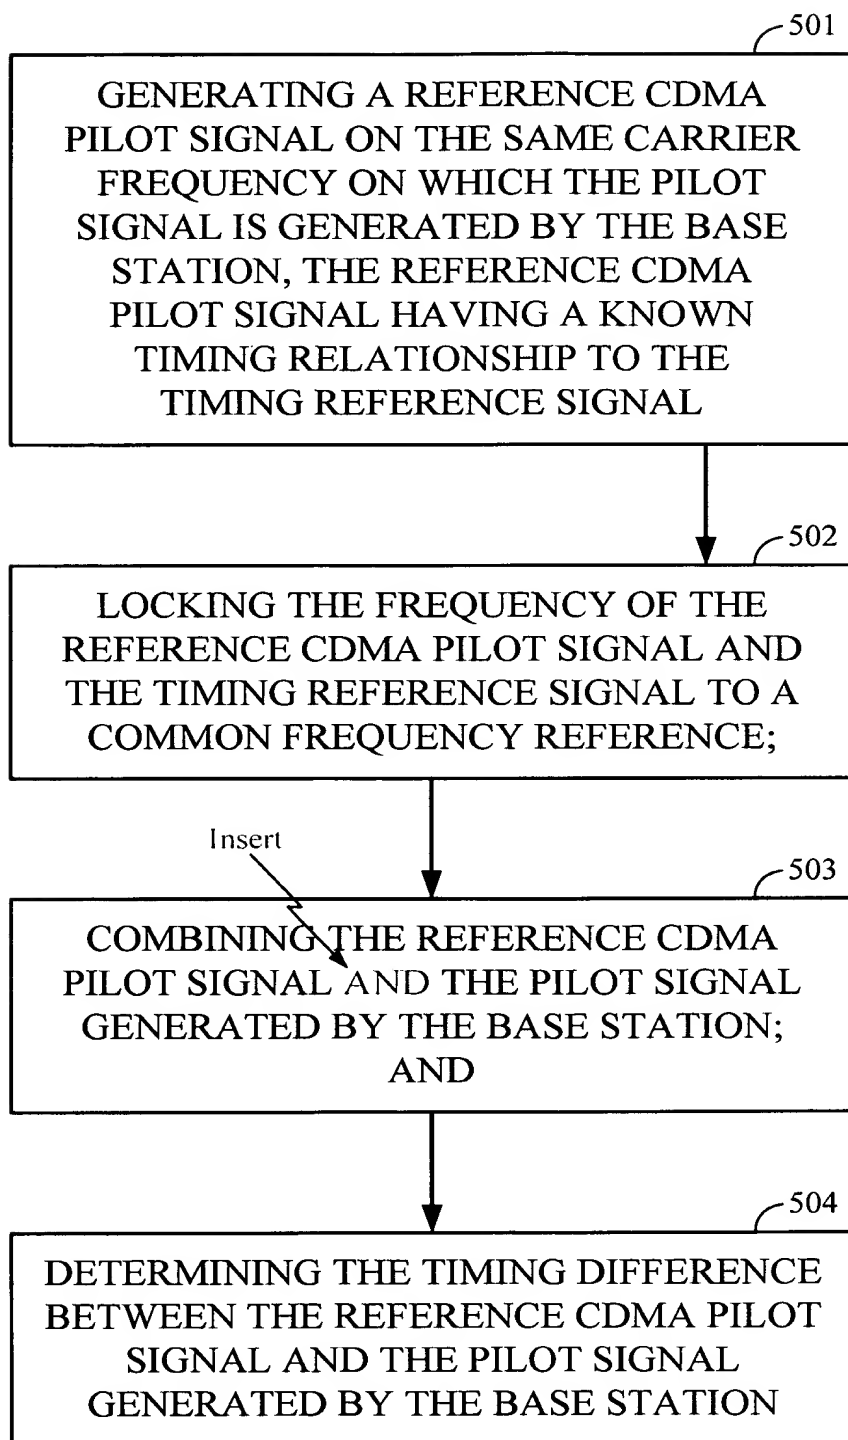 501
GENERATING A REFERENCE CDMA
PILOT SIGNAL ON THE SAME CARRIER
FREQUENCY ON WHICH THE PILOT
SIGNAL IS GENERATED BY THE BASE
STATION, THE REFERENCE CDMA
PILOT SIGNAL HAVING A KNOWN
TIMING RELATIONSHIP TO THE
TIMING REFERENCE SIGNAL
502
LOCKING THE FREQUENCY OF THE
REFERENCE CDMA PILOT SIGNAL AND
THE TIMING REFERENCE SIGNAL TO A
COMMON FREQUENCY REFERENCE;
Insert
503
COMBINING THE REFERENCE CDMA
PILOT SIGNAL AND THE PILOT SIGNAL
GENERATED BY THE BASE STATION;
AND
504
DETERMINING THE TIMING DIFFERENCE
BETWEEN THE REFERENCE CDMA PILOT
SIGNAL AND THE PILOT SIGNAL
GENERATED BY THE BASE STATION